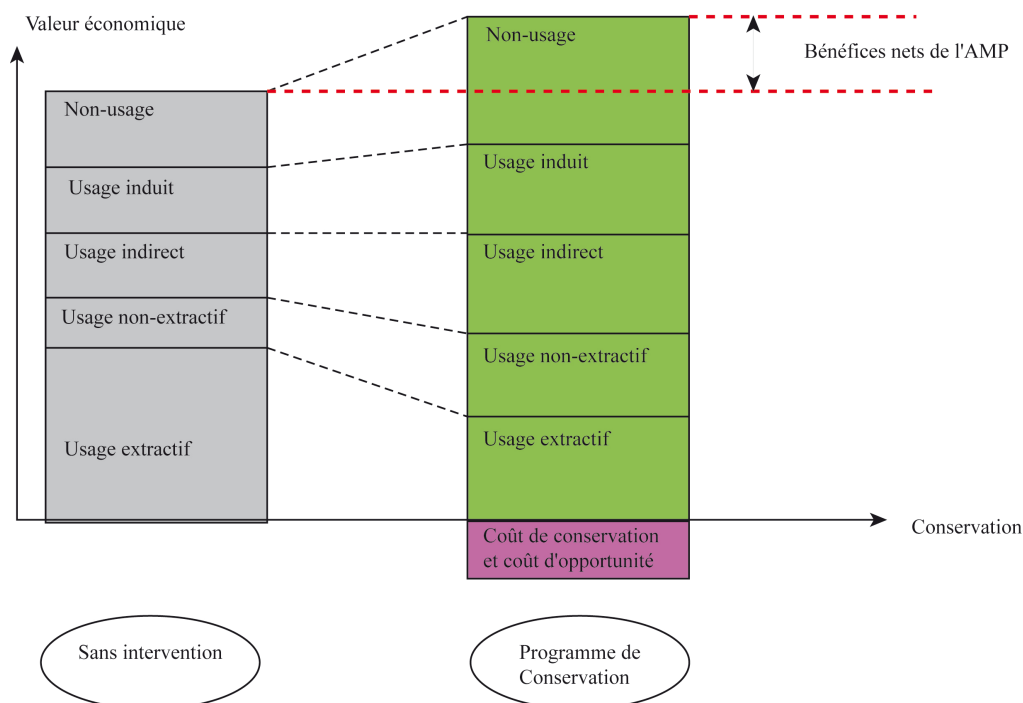 Valeur économique
Non-usage
Usage induit
Usage indirect
Usage non-extractif
Usage extractif
Non-usage
Usage induit
Usage indirect
Usage non-extractif
Usage extractif
Coût de conservation
et coût d'opportunité
Bénéfices nets de l'AMP
Conservation
Sans intervention
Programme de
Conservation